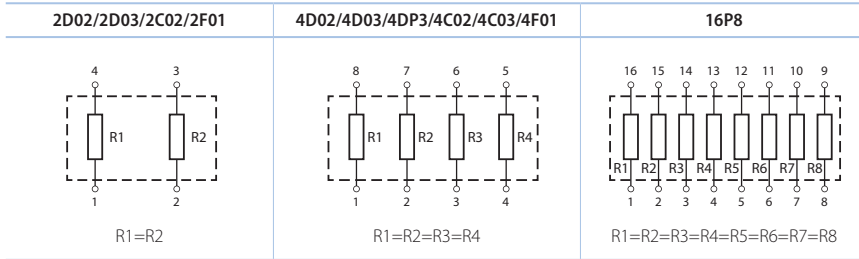 2D02/2D03/2C02/2F01 4D02/4D03/4DP3/4C02/4C03/4F01 16P8
4 3 8 7 6 5 16 15 14 13 12 11 10 9
R1 R2 R1 R2 R3 R4
R1 R2 R3 R4 R5 R6 R7 R8
1 2 1 2 3 4 1 2 3 4 5 6 7 8
R1=R2 R1=R2=R3=R4 R1=R2=R3=R4=R5=R6=R7=R8